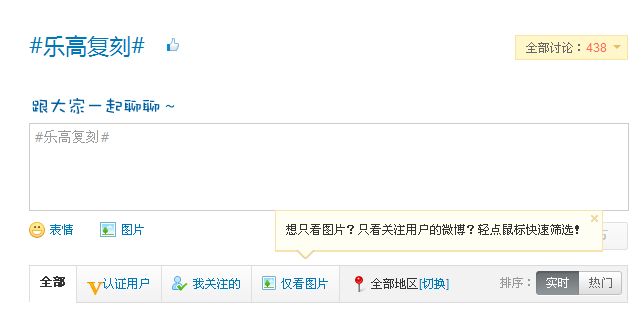 #乐高复刻#
全部讨论：438
跟大家一起聊聊～
#乐高复刻#
表情 图片
想只看图片？只看关注用户的微博？轻点鼠标快速筛选！
全部 认证用户 我关注的 仅看图片 全部地区[切换] 排序： 实时 热门